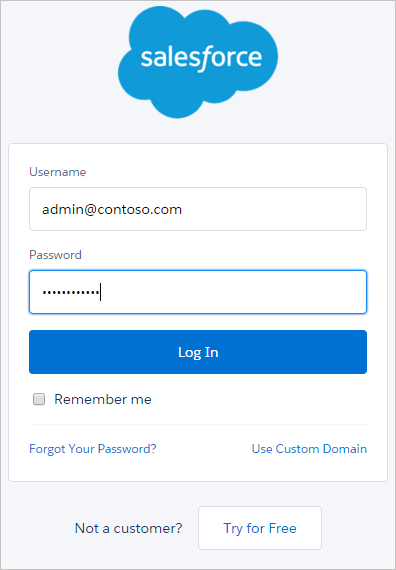 salesforce
Username
admin@contoso.com
Password
••••••••••••
Log In
Remember me
Forgot Your Password? Use Custom Domain
Not a customer? Try for Free